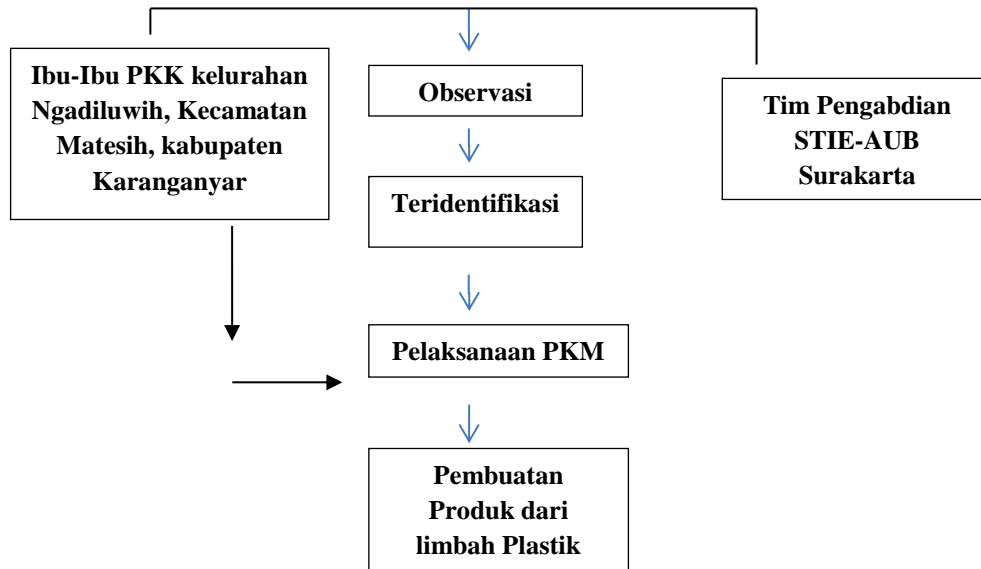 Ibu-Ibu PKK kelurahan
Ngadiluwih, Kecamatan
Matesih, kabupaten
Karanganyar
Observasi
Tim Pengabdian
STIE-AUB
Surakarta
Teridentifikasi
Pelaksanaan PKM
Pembuatan
Produk dari
limbah Plastik